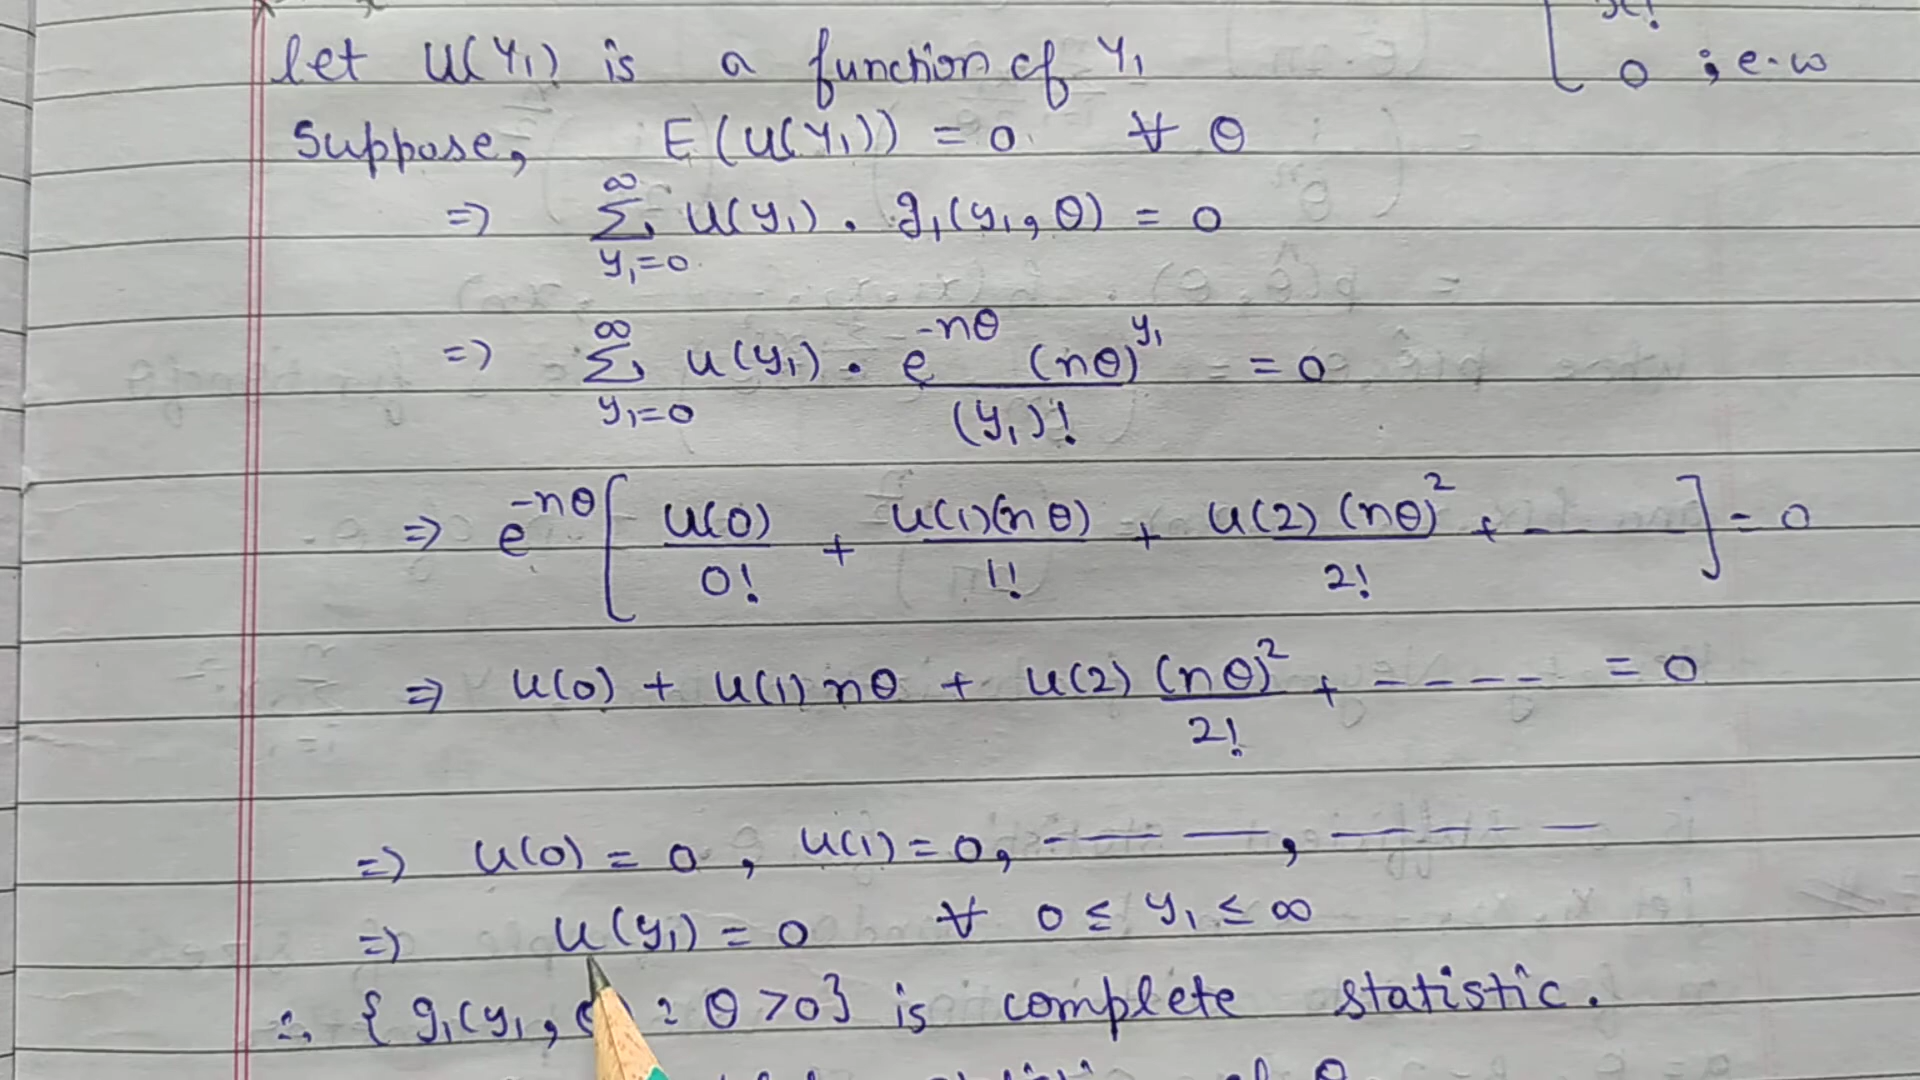 x!
0 ; e.w
let U(Y₁) is a function of Y₁
Suppose, E(U(Y₁)) = 0 ∀ θ
⇒ ∑_{y₁=0}^{∞} U(y₁) . g₁(y₁, θ) = 0
⇒ ∑_{y₁=0}^{∞} u(y₁) . e^{-nθ} (nθ)^{y₁} / (y₁)! = 0
⇒ e^{-nθ} [ U(0)/0! + U(1)(nθ)/1! + U(2)(nθ)²/2! + - - - ] = 0
⇒ U(0) + U(1) nθ + U(2) (nθ)²/2! + - - - - = 0
⇒ U(0) = 0, U(1) = 0, — — —, — — — —
⇒ U(y₁) = 0 ∀ 0 ≤ y₁ ≤ ∞
∴ {g₁(y₁, : θ > 0} is complete statistic.
of θ